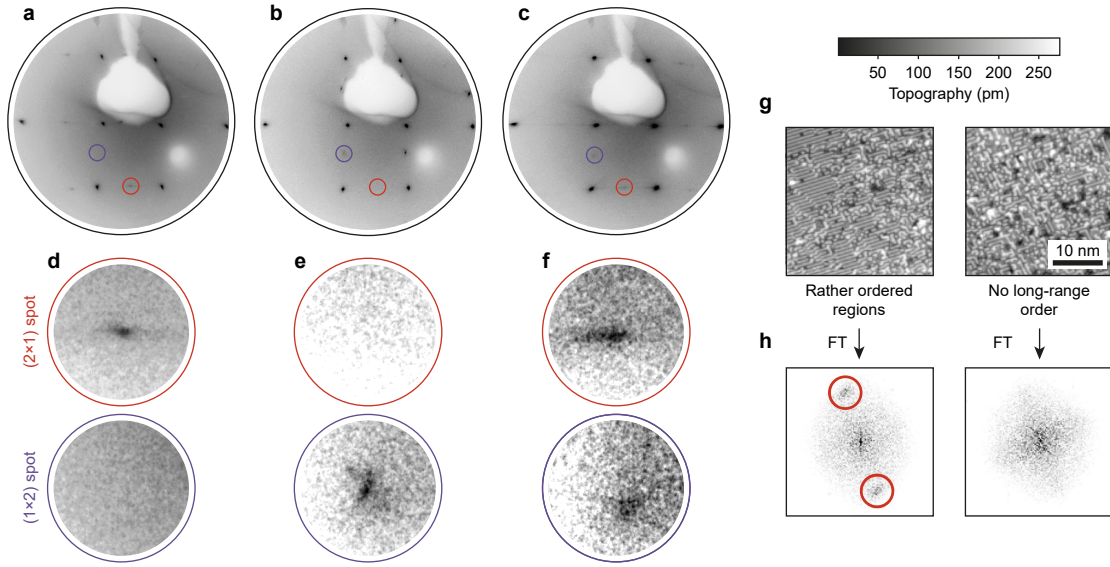 a
b
c
50 100 150 200 250
Topography (pm)
g
10 nm
Rather ordered
regions
No long-range
order
d
e
f
(2×1) spot
(1×2) spot
h
FT
FT